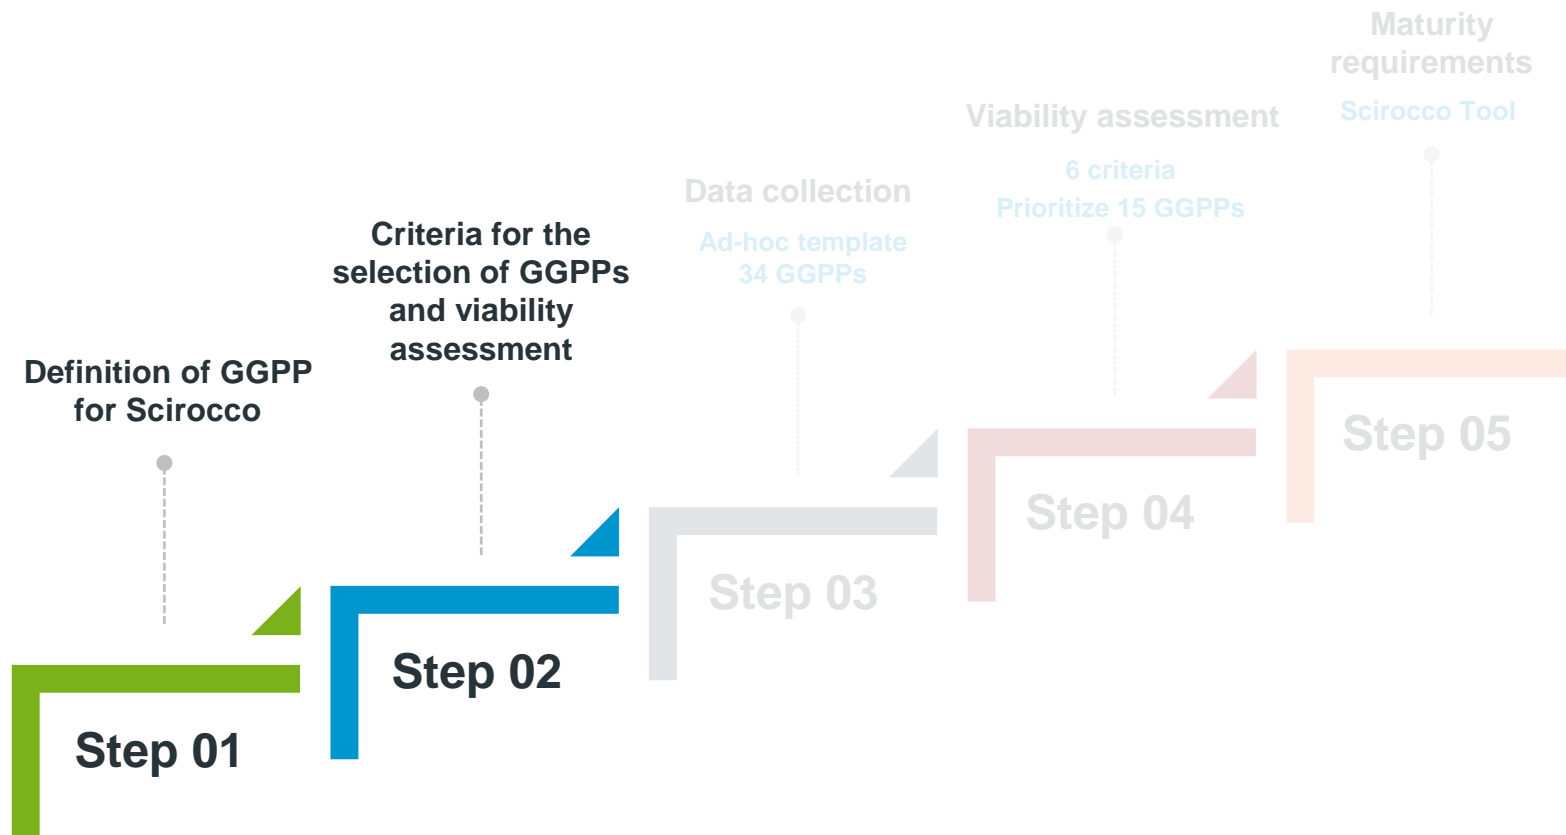 Definition of GGPP
for Scirocco
Step 01
Criteria for the
selection of GGPPs
and viability
assessment
Step 02
Data collection
Ad-hoc template
34 GGPPs
Step 03
Viability assessment
6 criteria
Prioritize 15 GGPPs
Step 04
Maturity
requirements
Scirocco Tool
Step 05